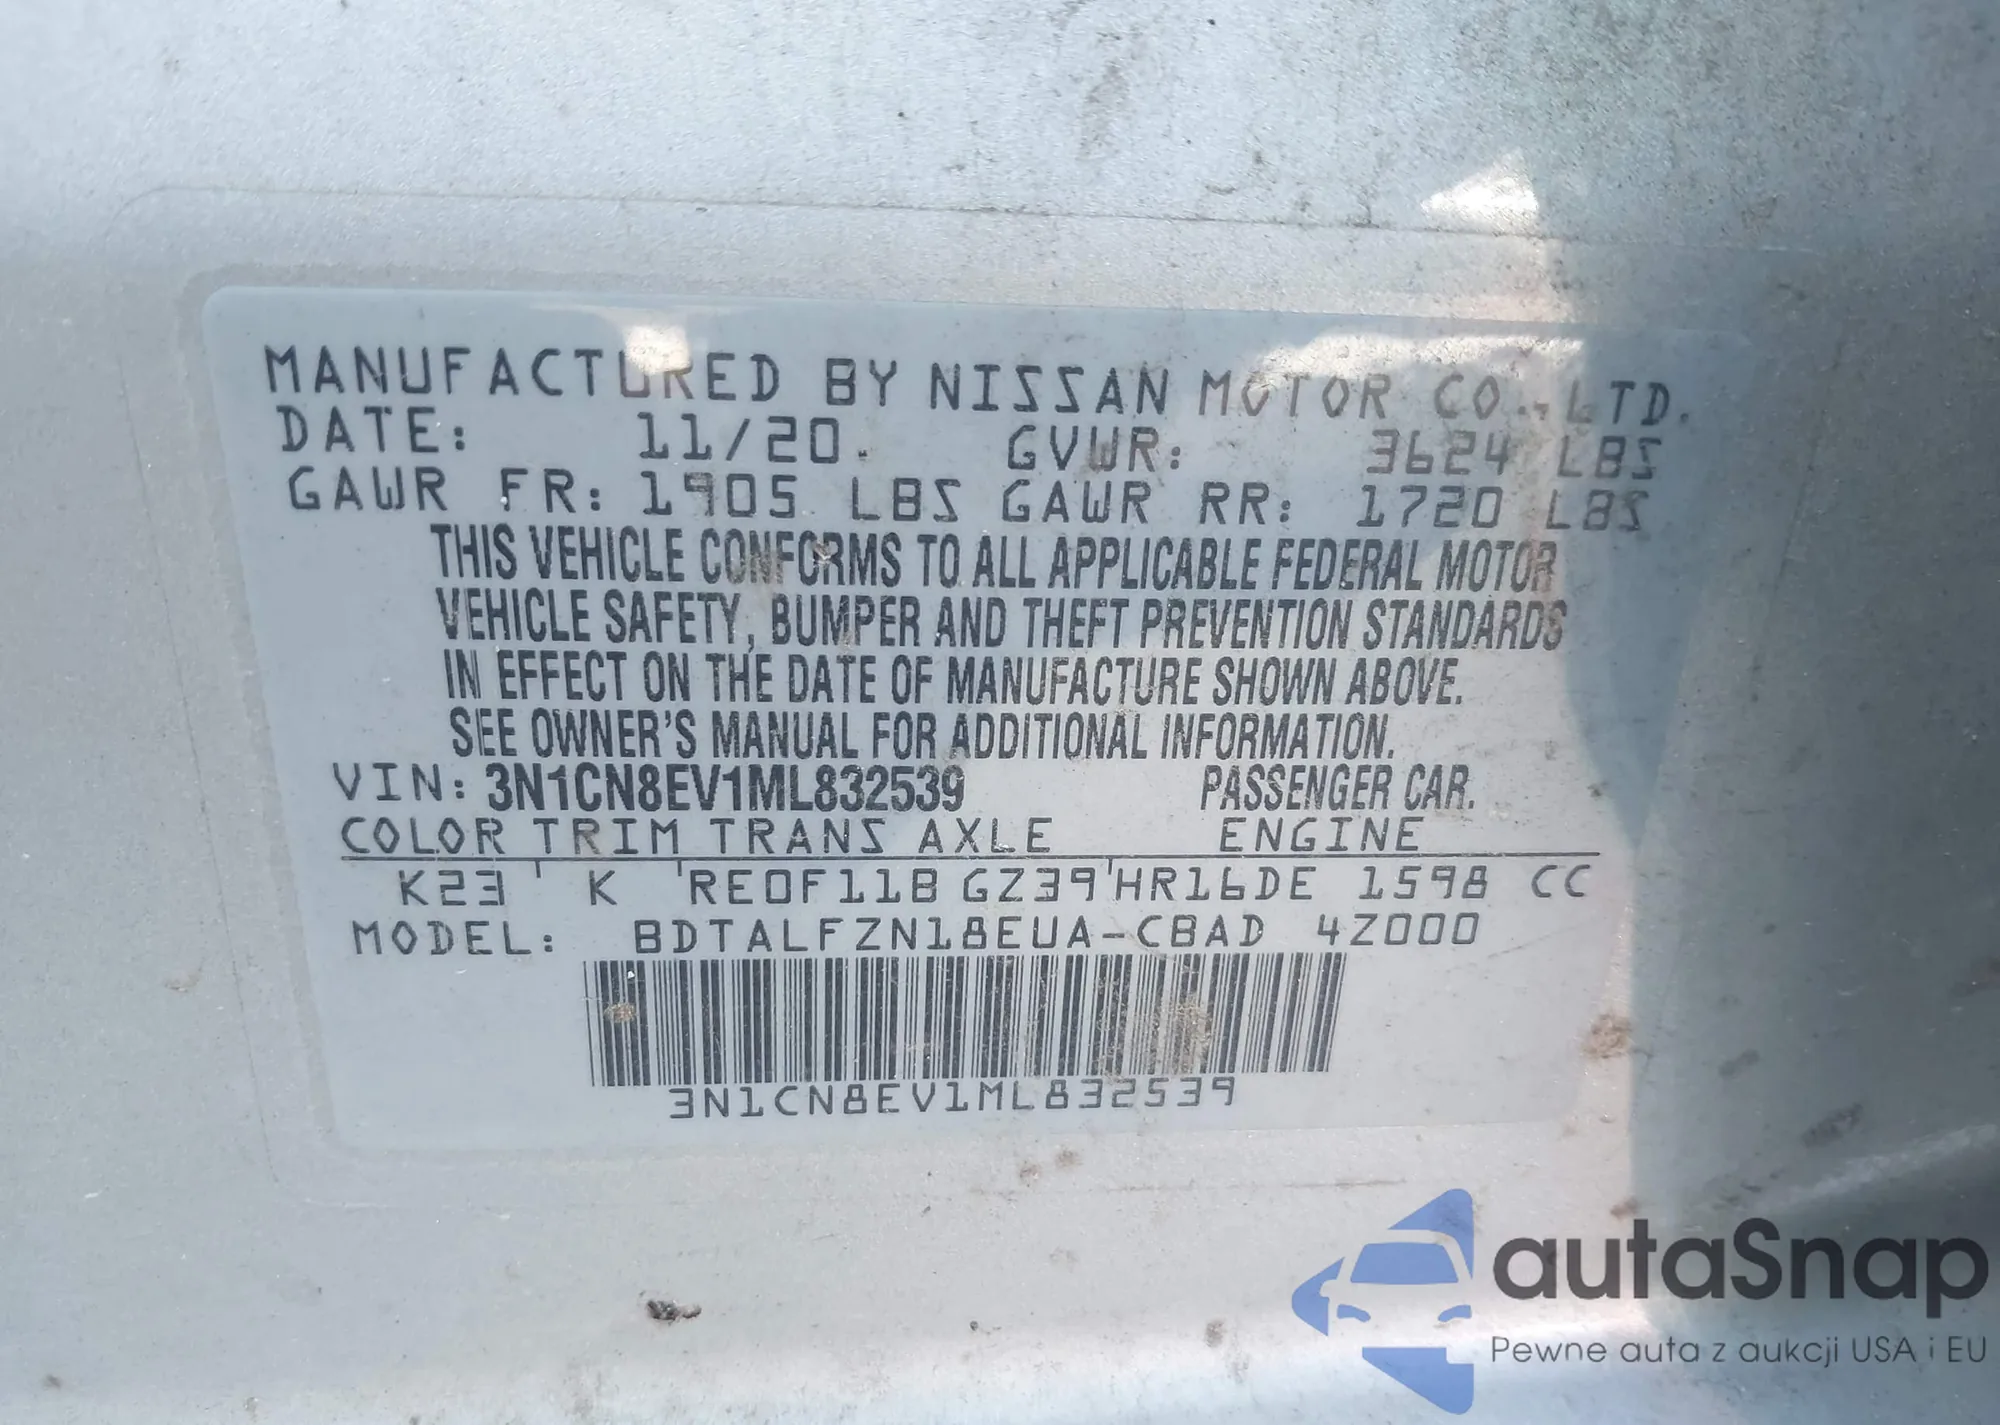 MANUFACTURED BY NISSAN MOTOR CO., LTD.
DATE: 11/20. GVWR: 3624 LBS
GAWR FR: 1905 LBS GAWR RR: 1720 LBS
THIS VEHICLE CONFORMS TO ALL APPLICABLE FEDERAL MOTOR
VEHICLE SAFETY, BUMPER AND THEFT PREVENTION STANDARDS
IN EFFECT ON THE DATE OF MANUFACTURE SHOWN ABOVE.
SEE OWNER'S MANUAL FOR ADDITIONAL INFORMATION.
VIN: 3N1CN8EV1ML832539 PASSENGER CAR.
COLOR TRIM TRANS AXLE ENGINE
K23 K RE0F11B GZ39 HR16DE 1598 CC
MODEL: BDTALFZN18EUA-CBAD 4Z000
3N1CN8EV1ML832539
autaSnap
Pewne auta z aukcji USA i EU